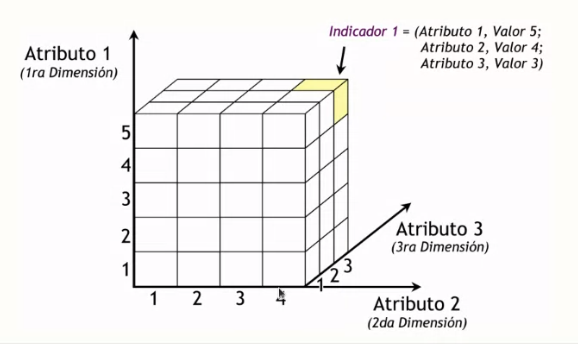 Indicador 1 = (Atributo 1, Valor 5;
Atributo 2, Valor 4;
Atributo 3, Valor 3)
Atributo 1
(1ra Dimensión)
5
4
3
2
1
1 2 3 4
1 2 3
Atributo 3
(3ra Dimensión)
Atributo 2
(2da Dimensión)